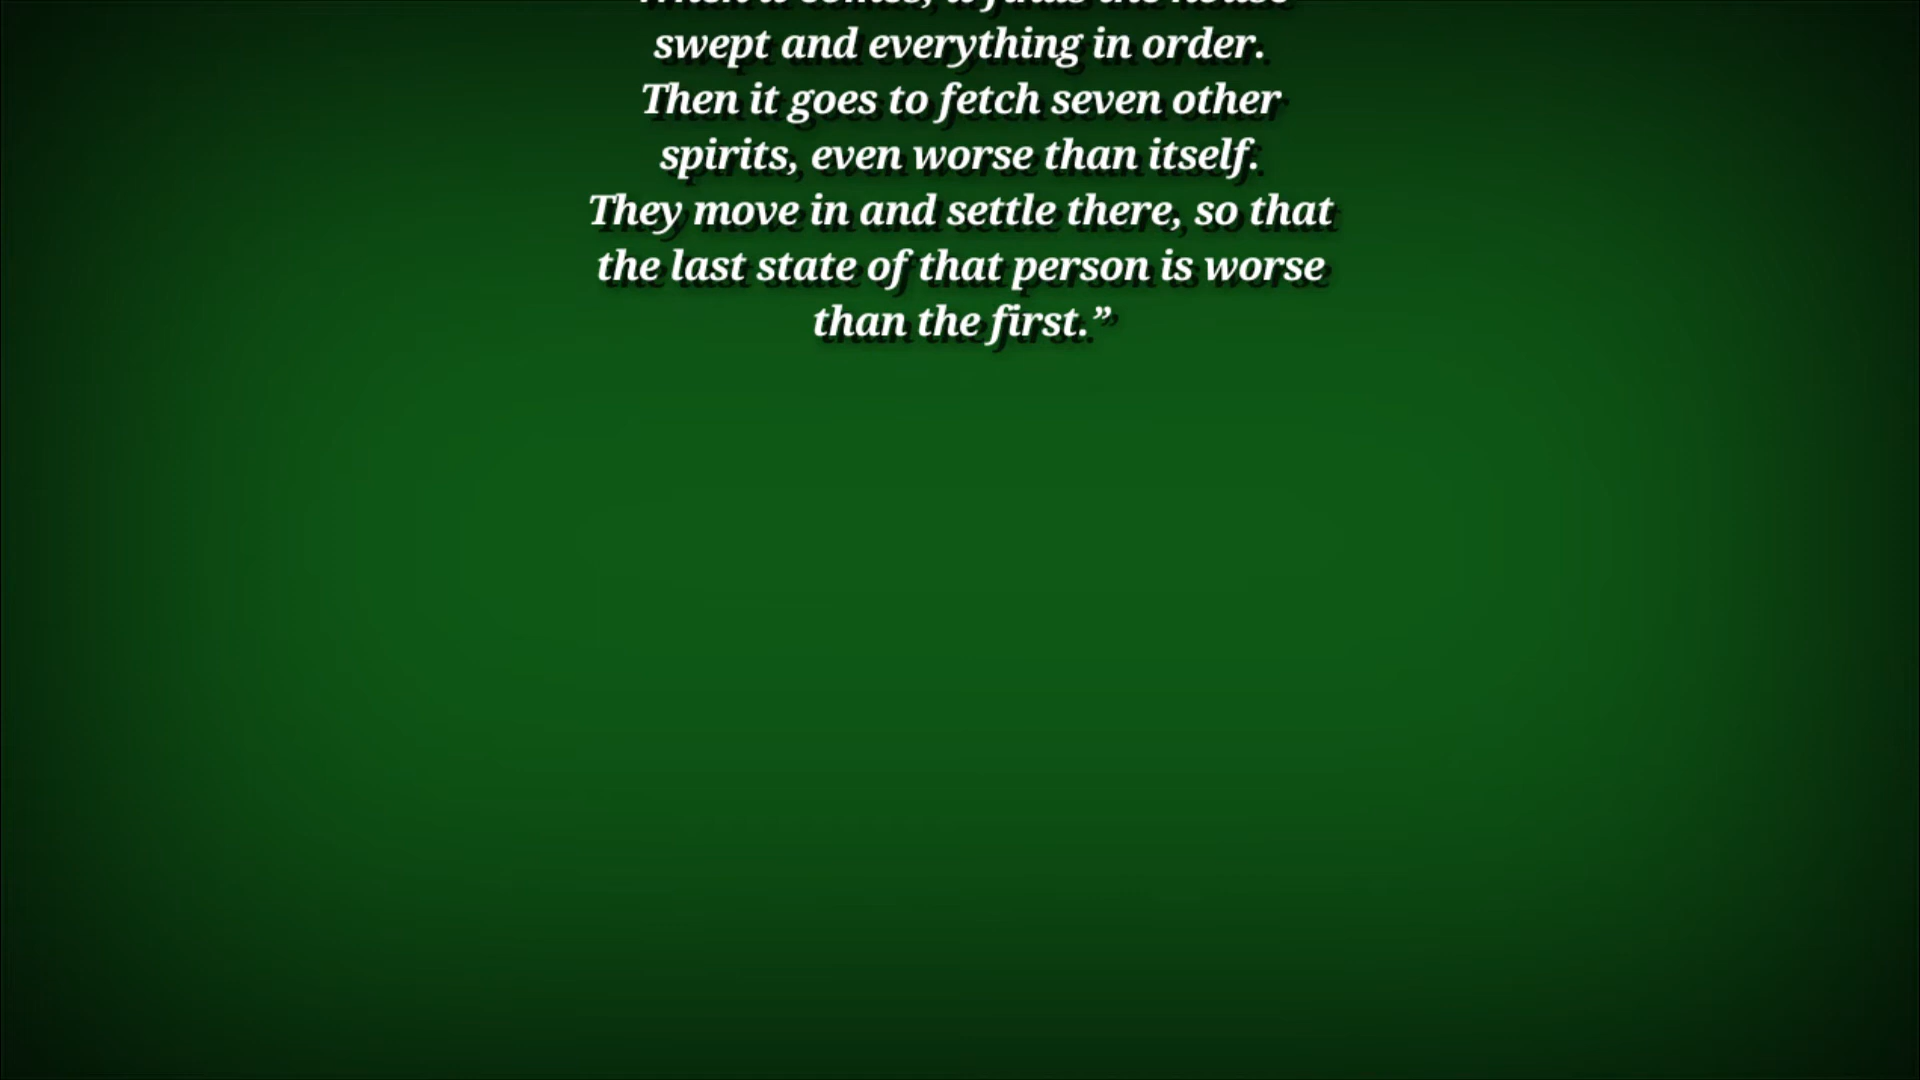 swept and everything in order.
Then it goes to fetch seven other
spirits, even worse than itself.
They move in and settle there, so that
the last state of that person is worse
than the first.”